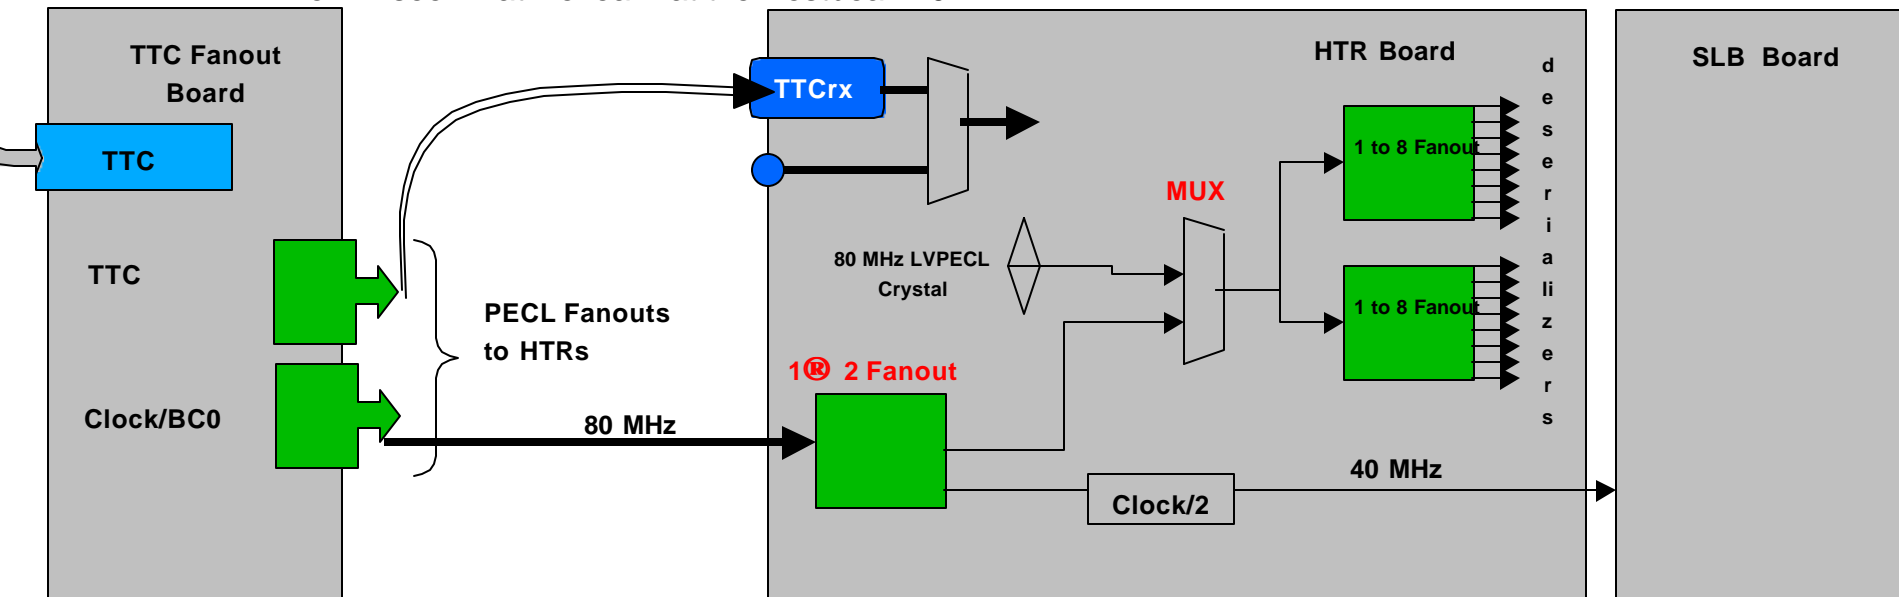 TTC Fanout
Board
TTC
TTC
Clock/BC0
PECL Fanouts
to HTRs
80 MHz
HTR Board
TTCrx
MUX
80 MHz LVPECL
Crystal
1® 2 Fanout
Clock/2
40 MHz
1 to 8 Fanout
1 to 8 Fanout
d
e
s
e
r
i
a
li
z
e
r
s
SLB Board